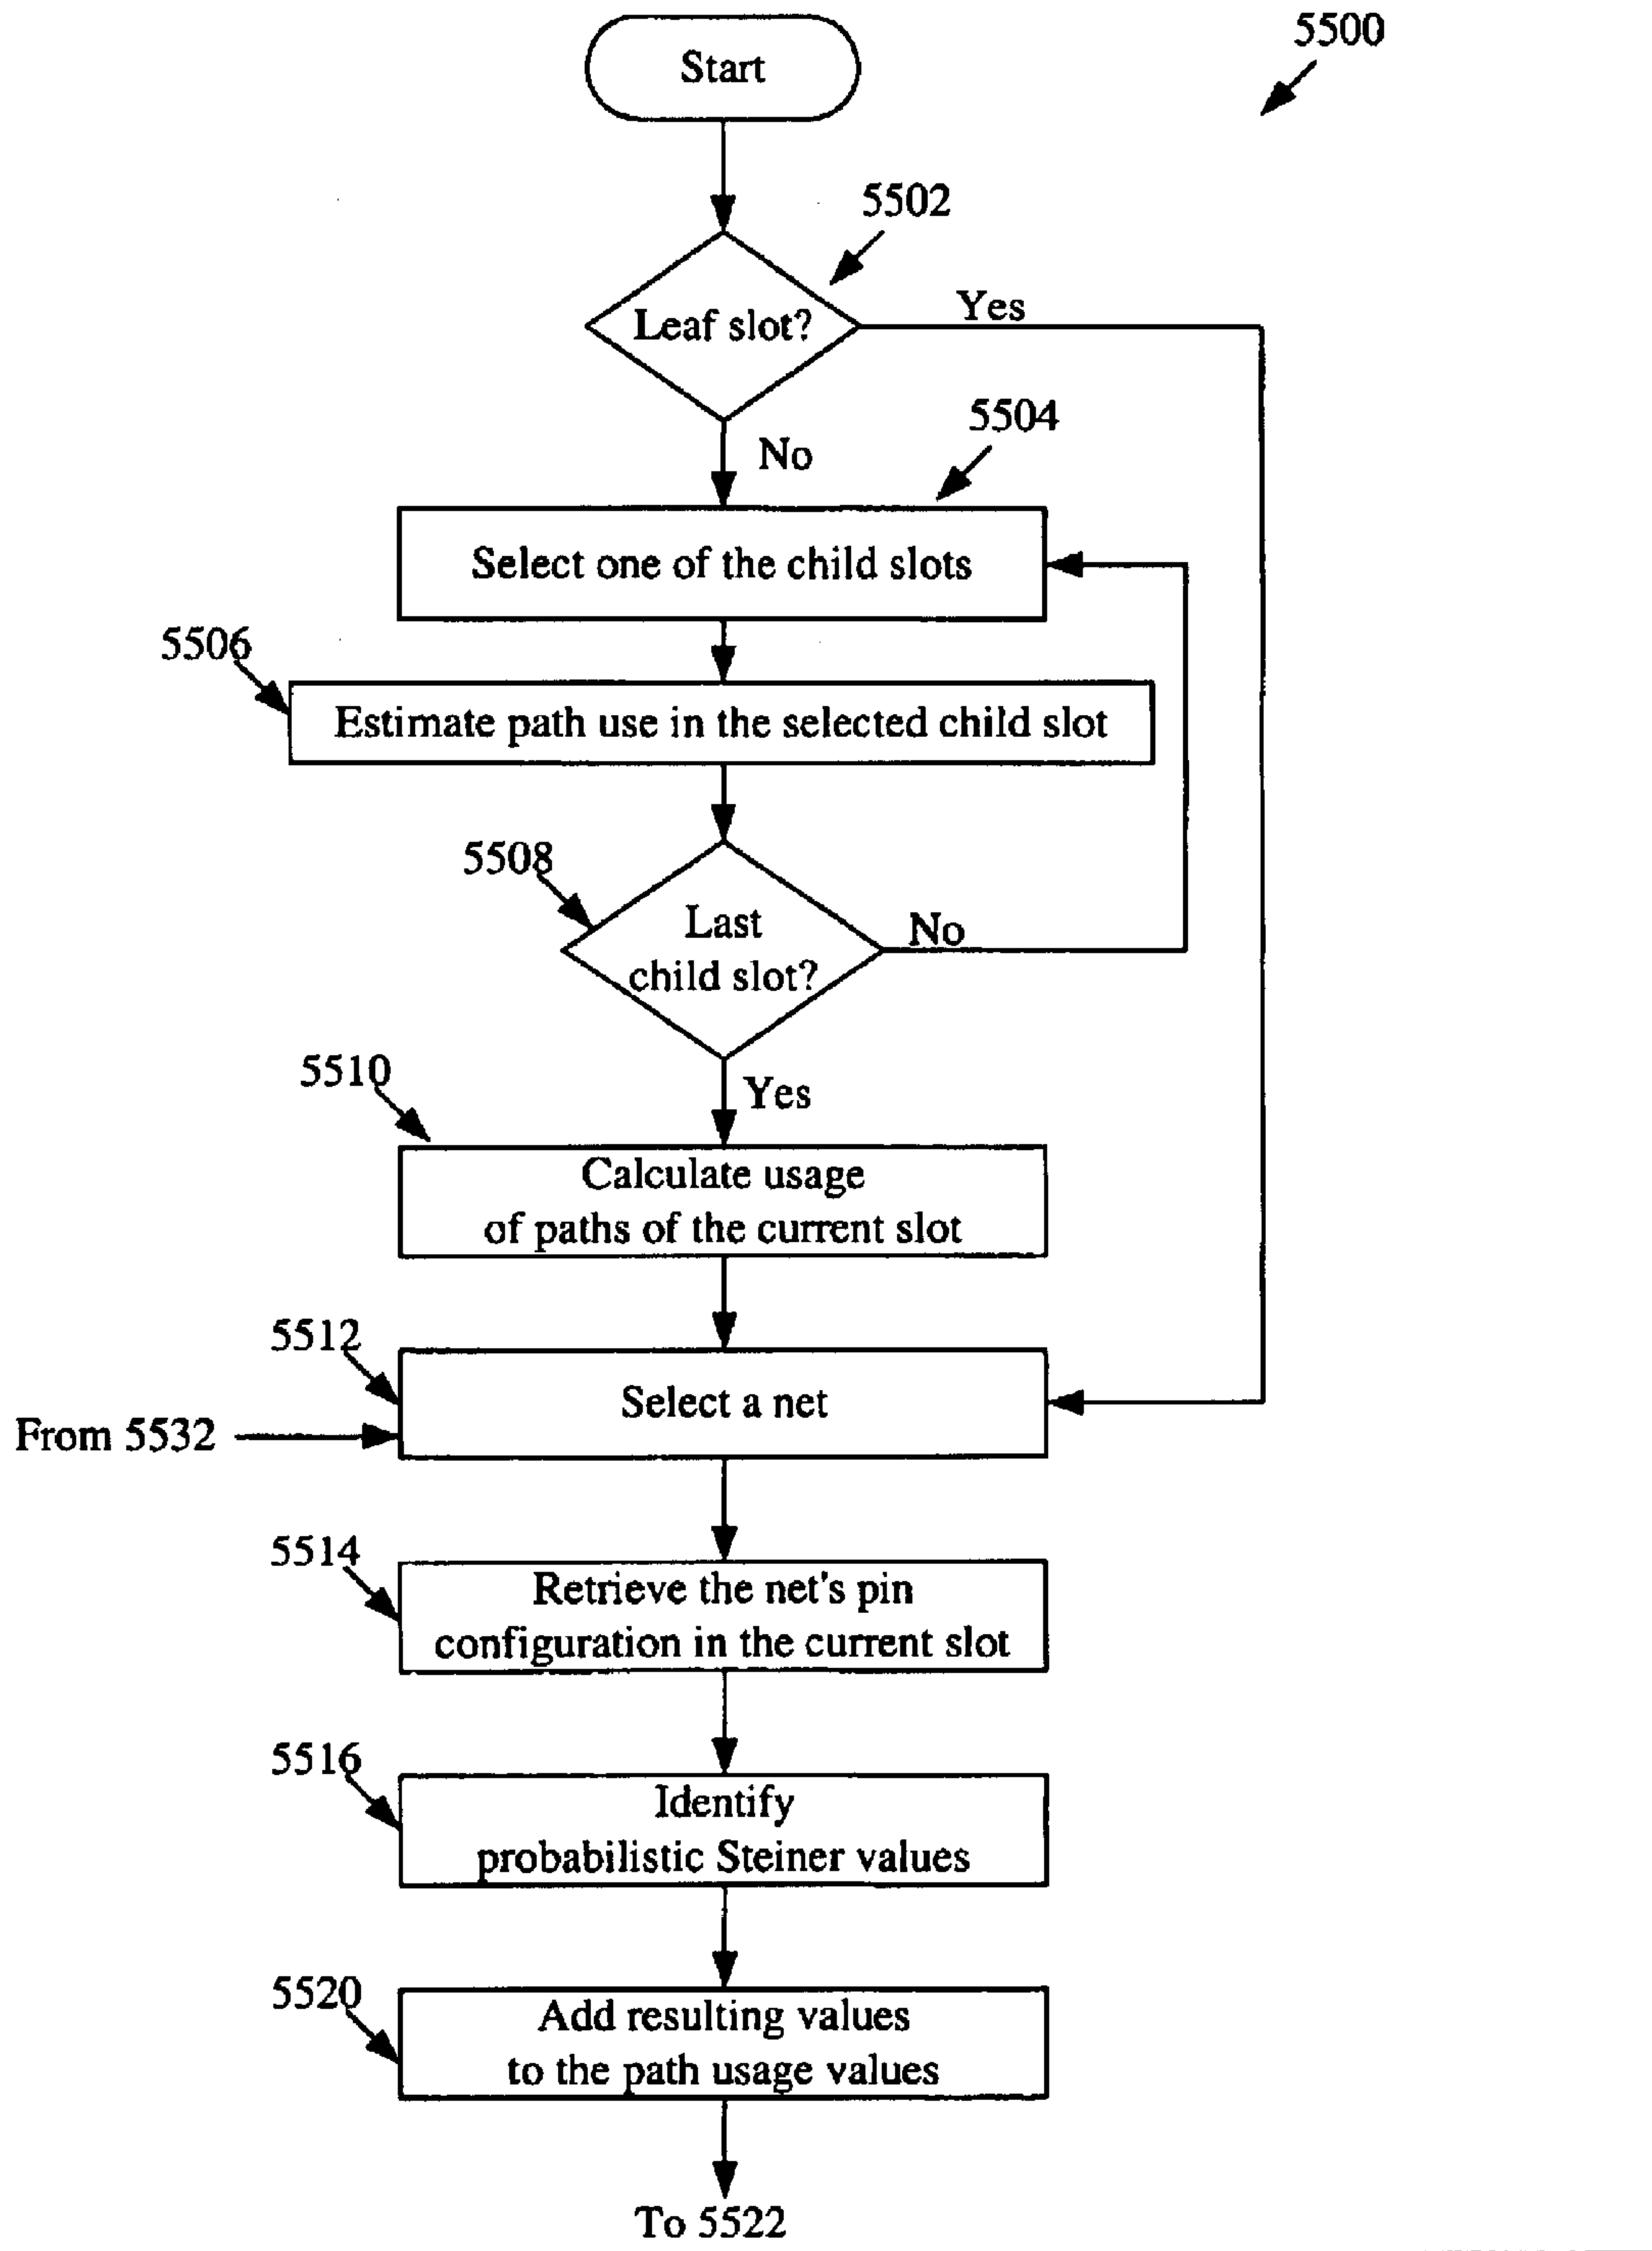 5500
Start
5502
Leaf slot?
Yes
No
5504
Select one of the child slots
5506
Estimate path use in the selected child slot
5508
Last
child slot?
No
Yes
5510
Calculate usage
of paths of the current slot
5512
Select a net
From 5532
5514
Retrieve the net's pin
configuration in the current slot
5516
Identify
probabilistic Steiner values
5520
Add resulting values
to the path usage values
To 5522